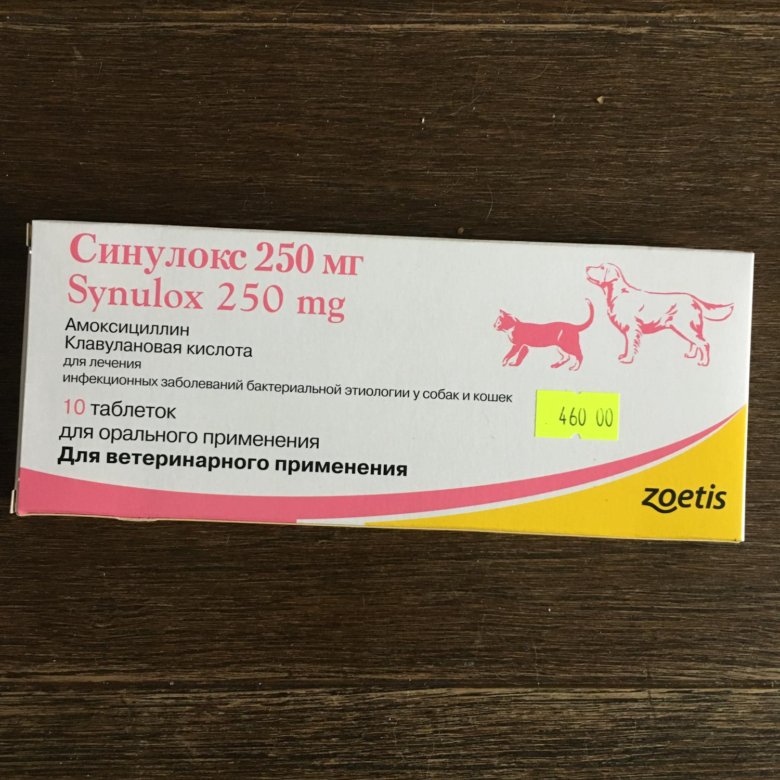 Синулокс 250 мг
Synulox 250 mg
Амоксициллин
Клавулановая кислота
для лечения
инфекционных заболеваний бактериальной этиологии у собак и кошек
10 таблеток
для орального применения
Для ветеринарного применения
460 00
zoetis